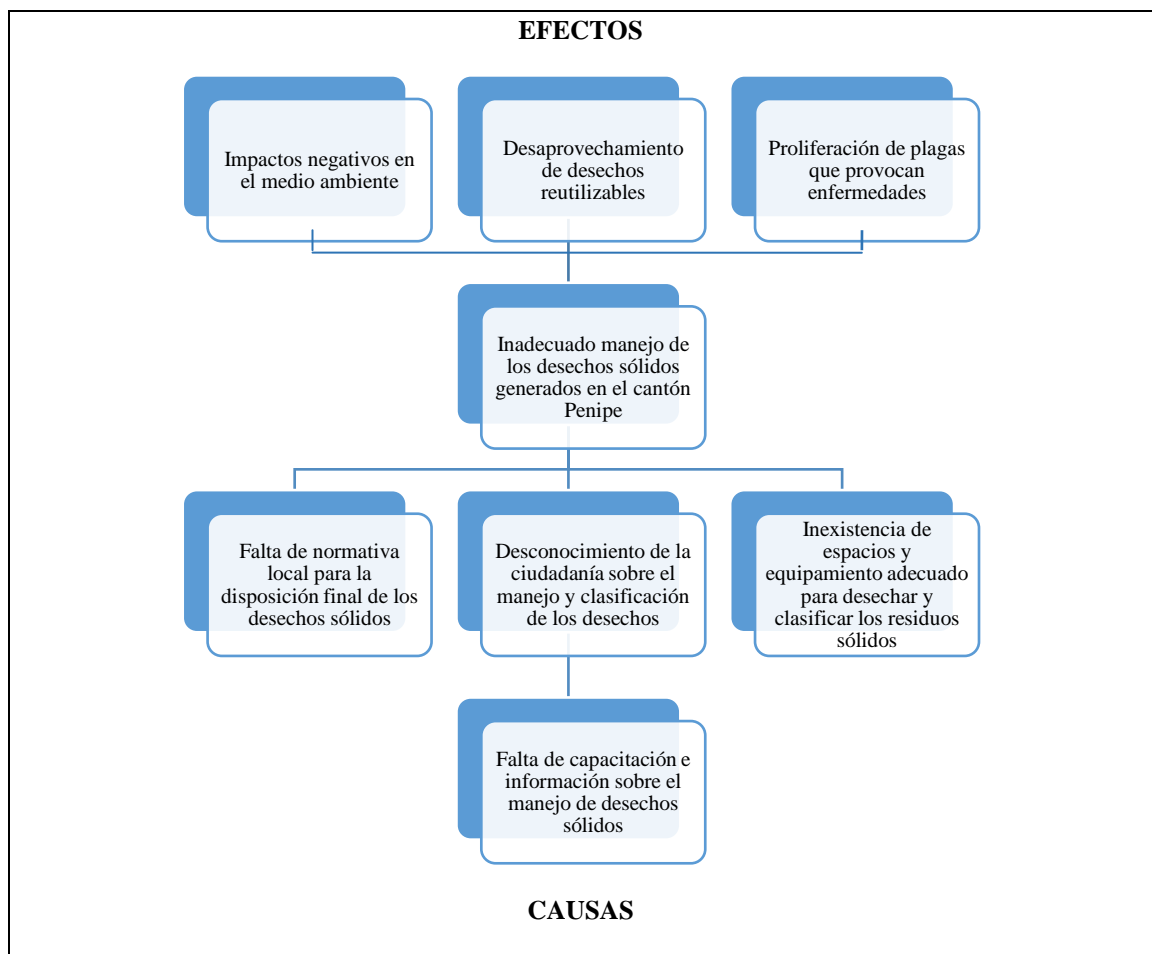 EFECTOS
Impactos negativos en
el medio ambiente
Desaprovechamiento
de desechos
reutilizables
Proliferación de plagas
que provocan
enfermedades
Inadecuado manejo de
los desechos sólidos
generados en el cantón
Penipe
Falta de normativa
local para la
disposición final de los
desechos sólidos
Desconocimiento de la
ciudadanía sobre el
manejo y clasificación
de los desechos
Inexistencia de
espacios y
equipamiento adecuado
para desechar y
clasificar los residuos
sólidos
Falta de capacitación e
información sobre el
manejo de desechos
sólidos
CAUSAS